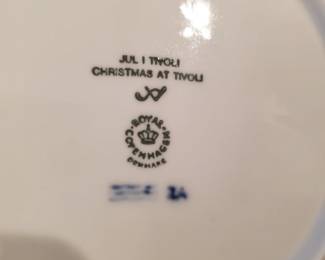 JUL I TIVOLI
CHRISTMAS AT TIVOLI
ROYAL
COPENHAGEN
DENMARK